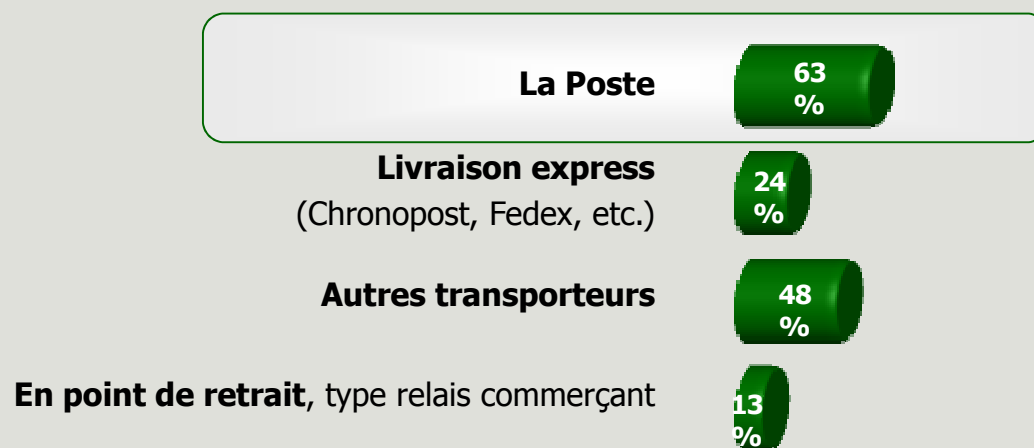 La Poste
63
%
Livraison express
(Chronopost, Fedex, etc.)
24
%
Autres transporteurs
48
%
En point de retrait, type relais commerçant
13
%